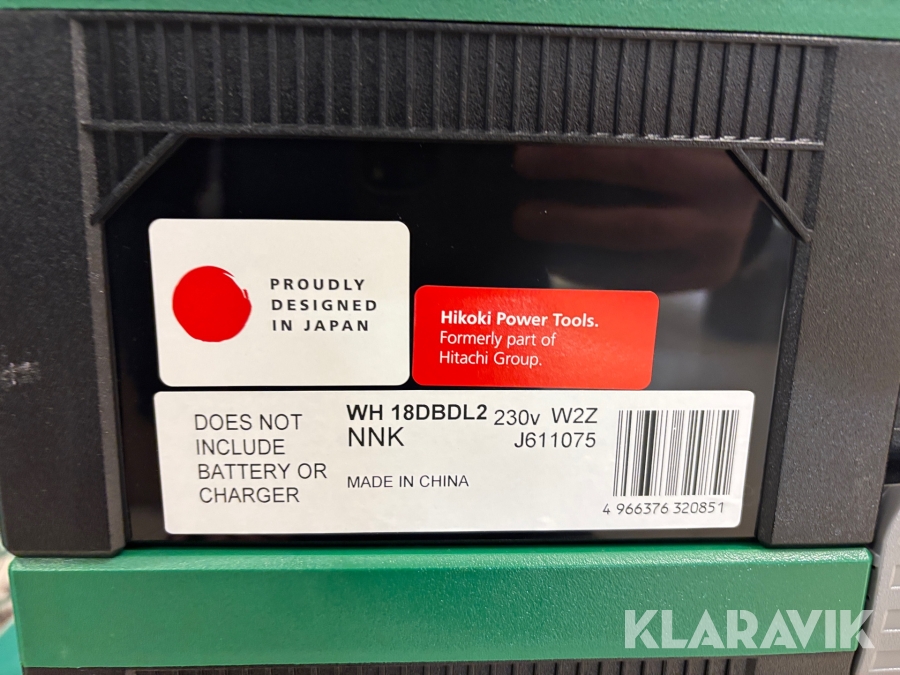 PROUDLY
DESIGNED
IN JAPAN
Hikoki Power Tools.
Formerly part of
Hitachi Group.
DOES NOT
INCLUDE
BATTERY OR
CHARGER
WH 18DBDL2 230v W2Z
NNK J611075
MADE IN CHINA
4 966376 320851
KLARAVIK